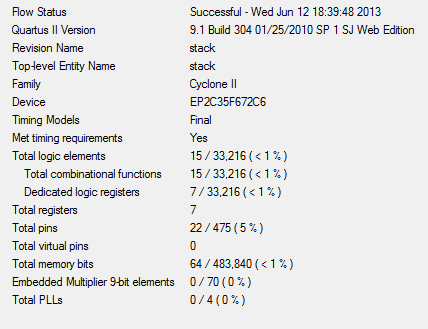 Flow Status Successful - Wed Jun 12 18:39:48 2013
Quartus II Version 9.1 Build 304 01/25/2010 SP 1 SJ Web Edition
Revision Name stack
Top-level Entity Name stack
Family Cyclone II
Device EP2C35F672C6
Timing Models Final
Met timing requirements Yes
Total logic elements 15 / 33,216 ( < 1 % )
Total combinational functions 15 / 33,216 ( < 1 % )
Dedicated logic registers 7 / 33,216 ( < 1 % )
Total registers 7
Total pins 22 / 475 ( 5 % )
Total virtual pins 0
Total memory bits 64 / 483,840 ( < 1 % )
Embedded Multiplier 9-bit elements 0 / 70 ( 0 % )
Total PLLs 0 / 4 ( 0 % )